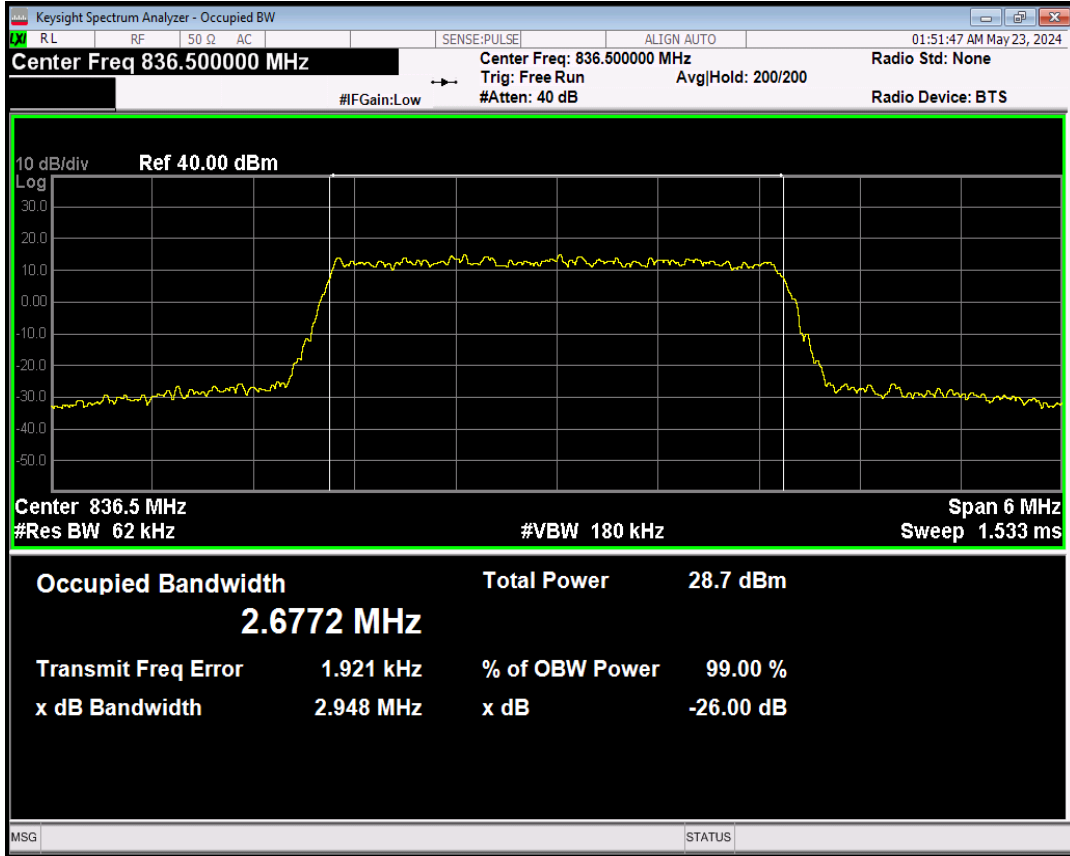 Keysight Spectrum Analyzer - Occupied BW
LXI RL RF 50 Ω AC SENSE:PULSE ALIGN AUTO 01:51:47 AM May 23, 2024
Center Freq 836.500000 MHz Center Freq: 836.500000 MHz Radio Std: None
Trig: Free Run Avg|Hold: 200/200
#IFGain:Low #Atten: 40 dB Radio Device: BTS
10 dB/div Ref 40.00 dBm
Log
30.0
20.0
10.0
0.00
-10.0
-20.0
-30.0
-40.0
-50.0
Center 836.5 MHz Span 6 MHz
#Res BW 62 kHz #VBW 180 kHz Sweep 1.533 ms
Occupied Bandwidth Total Power 28.7 dBm
2.6772 MHz
Transmit Freq Error 1.921 kHz % of OBW Power 99.00 %
x dB Bandwidth 2.948 MHz x dB -26.00 dB
MSG STATUS